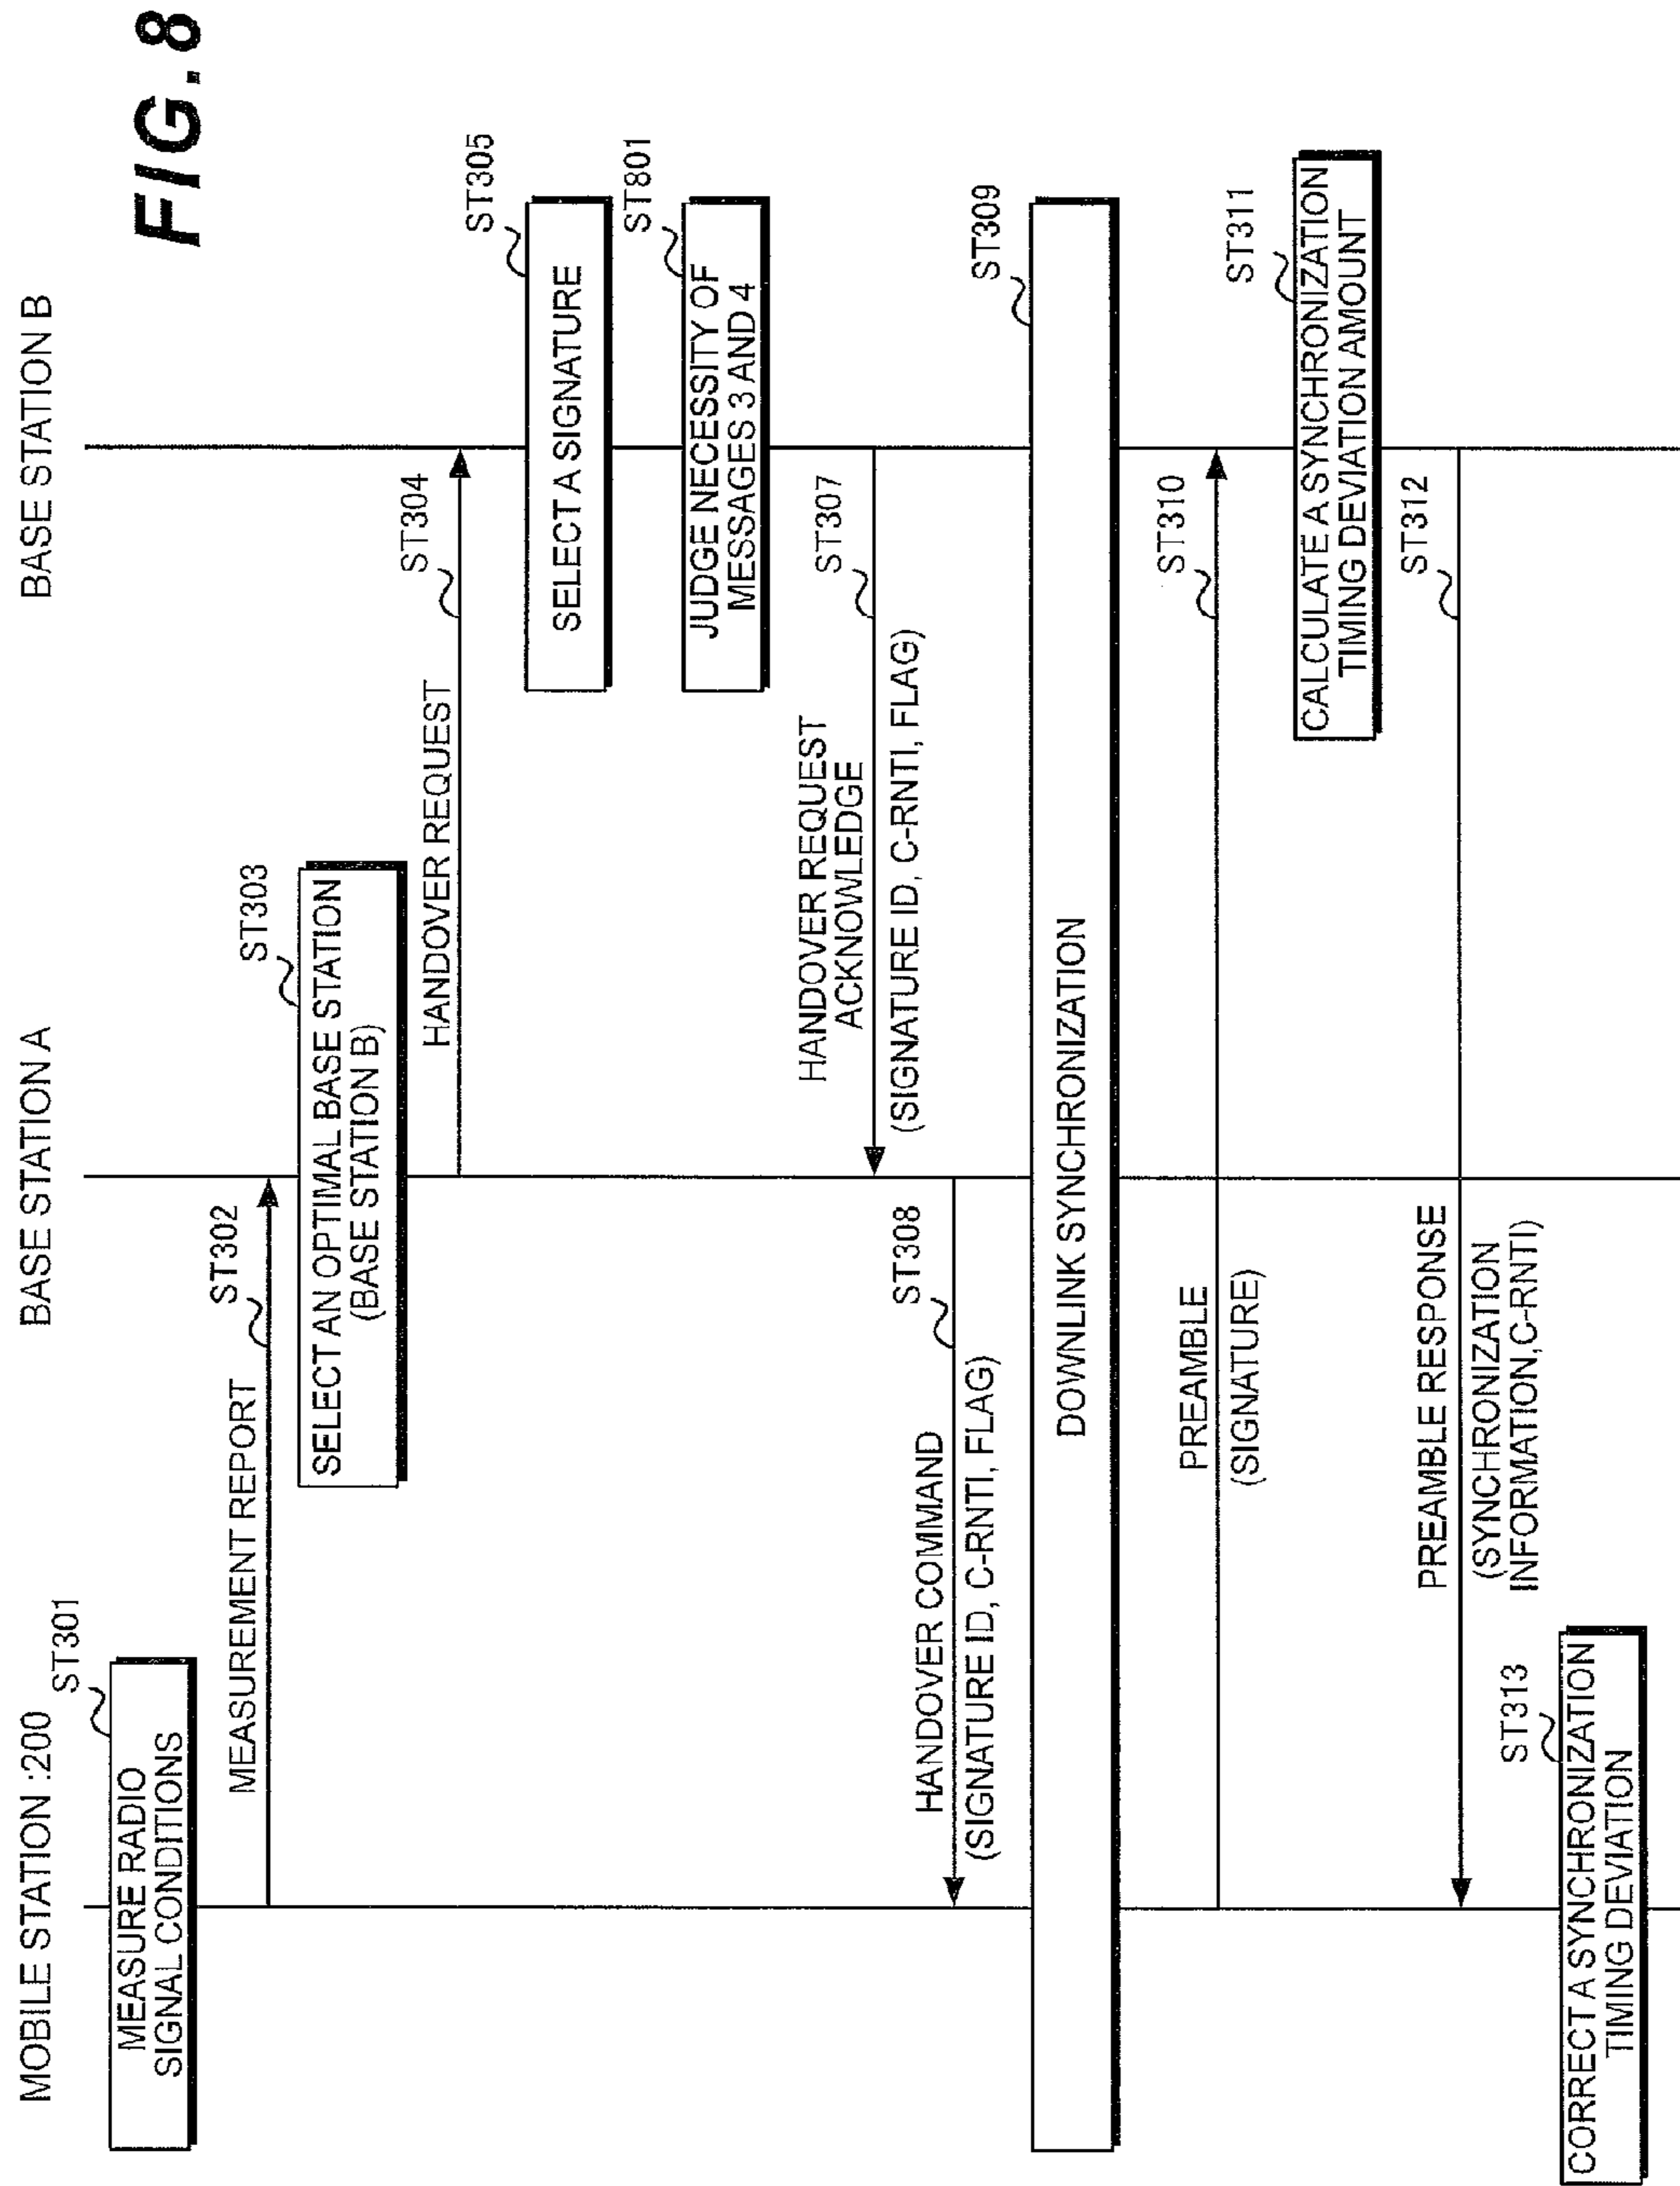 FIG.8
MOBILE STATION :200
BASE STATION A
BASE STATION B
ST301
MEASURE RADIO
SIGNAL CONDITIONS
MEASUREMENT REPORT
ST302
ST303
SELECT AN OPTIMAL BASE STATION
(BASE STATION B)
HANDOVER REQUEST
ST304
ST305
SELECT A SIGNATURE
ST801
JUDGE NECESSITY OF
MESSAGES 3 AND 4
HANDOVER REQUEST
ACKNOWLEDGE
(SIGNATURE ID, C-RNTI, FLAG)
ST307
HANDOVER COMMAND
(SIGNATURE ID, C-RNTI, FLAG)
ST308
ST309
DOWNLINK SYNCHRONIZATION
PREAMBLE
(SIGNATURE)
ST310
ST311
CALCULATE A SYNCHRONIZATION
TIMING DEVIATION AMOUNT
PREAMBLE RESPONSE
(SYNCHRONIZATION
INFORMATION,C-RNTI)
ST312
ST313
CORRECT A SYNCHRONIZATION
TIMING DEVIATION